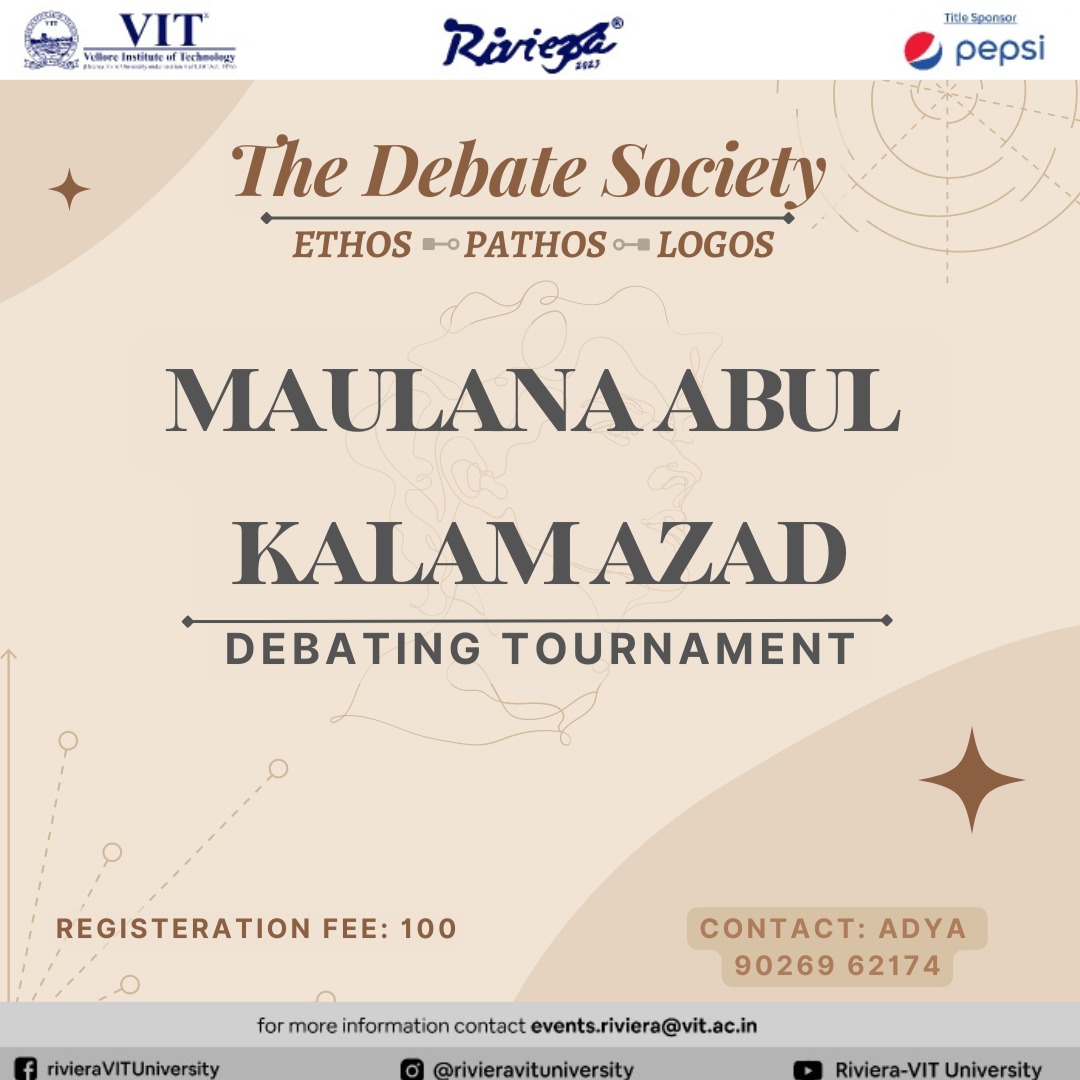 VIT
Vellore Institute of Technology
Riviera
2023
Title Sponsor
pepsi
The Debate Society
ETHOS PATHOS LOGOS
MAULANA ABUL
KALAM AZAD
DEBATING TOURNAMENT
REGISTERATION FEE: 100
CONTACT: ADYA
90269 62174
for more information contact events.riviera@vit.ac.in
rivieraVITUniversity
@rivieravituniversity
Riviera-VIT University